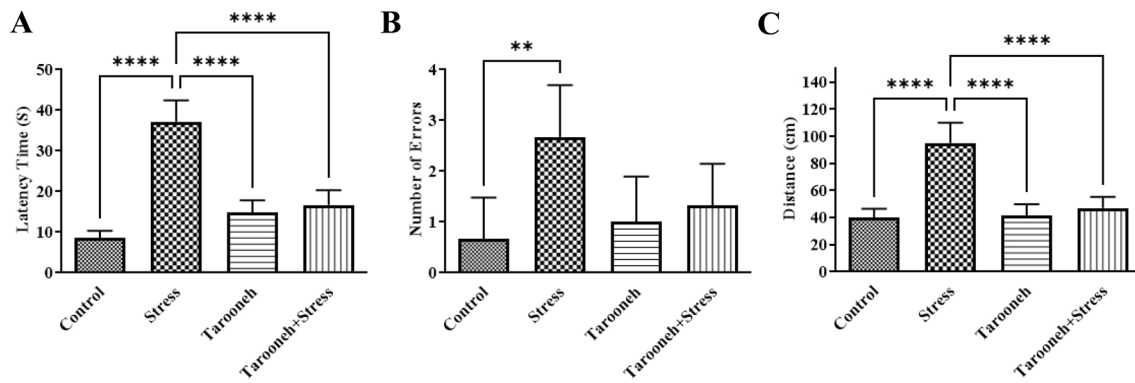 A
****
****
****
Latency Time (S)
50
40
30
20
10
0
Control
Stress
Tarooneh
Tarooneh+Stress
B
**
Number of Errors
4
3
2
1
0
Control
Stress
Tarooneh
Tarooneh+Stress
C
****
****
****
Distance (cm)
140
120
100
80
60
40
20
0
Control
Stress
Tarooneh
Tarooneh+Stress